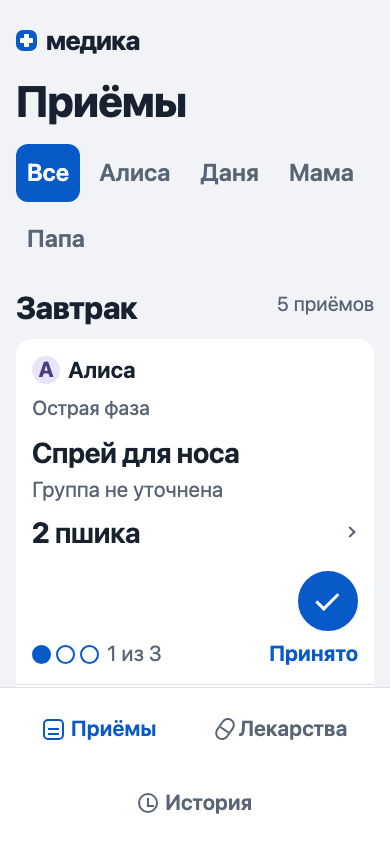 медика
Приёмы
Все Алиса Даня Мама
Папа
Завтрак 5 приёмов
А Алиса
Острая фаза
Спрей для носа
Группа не уточнена
2 пшика
1 из 3 Принято
Приёмы Лекарства
История